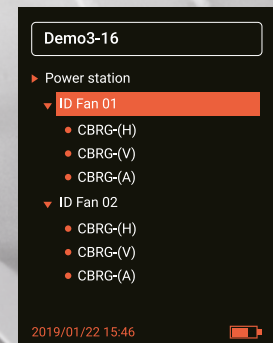 Demo3-16
Power station
ID Fan 01
CBRG-(H)
CBRG-(V)
CBRG-(A)
ID Fan 02
CBRG-(H)
CBRG-(V)
CBRG-(A)
2019/01/22 15:46